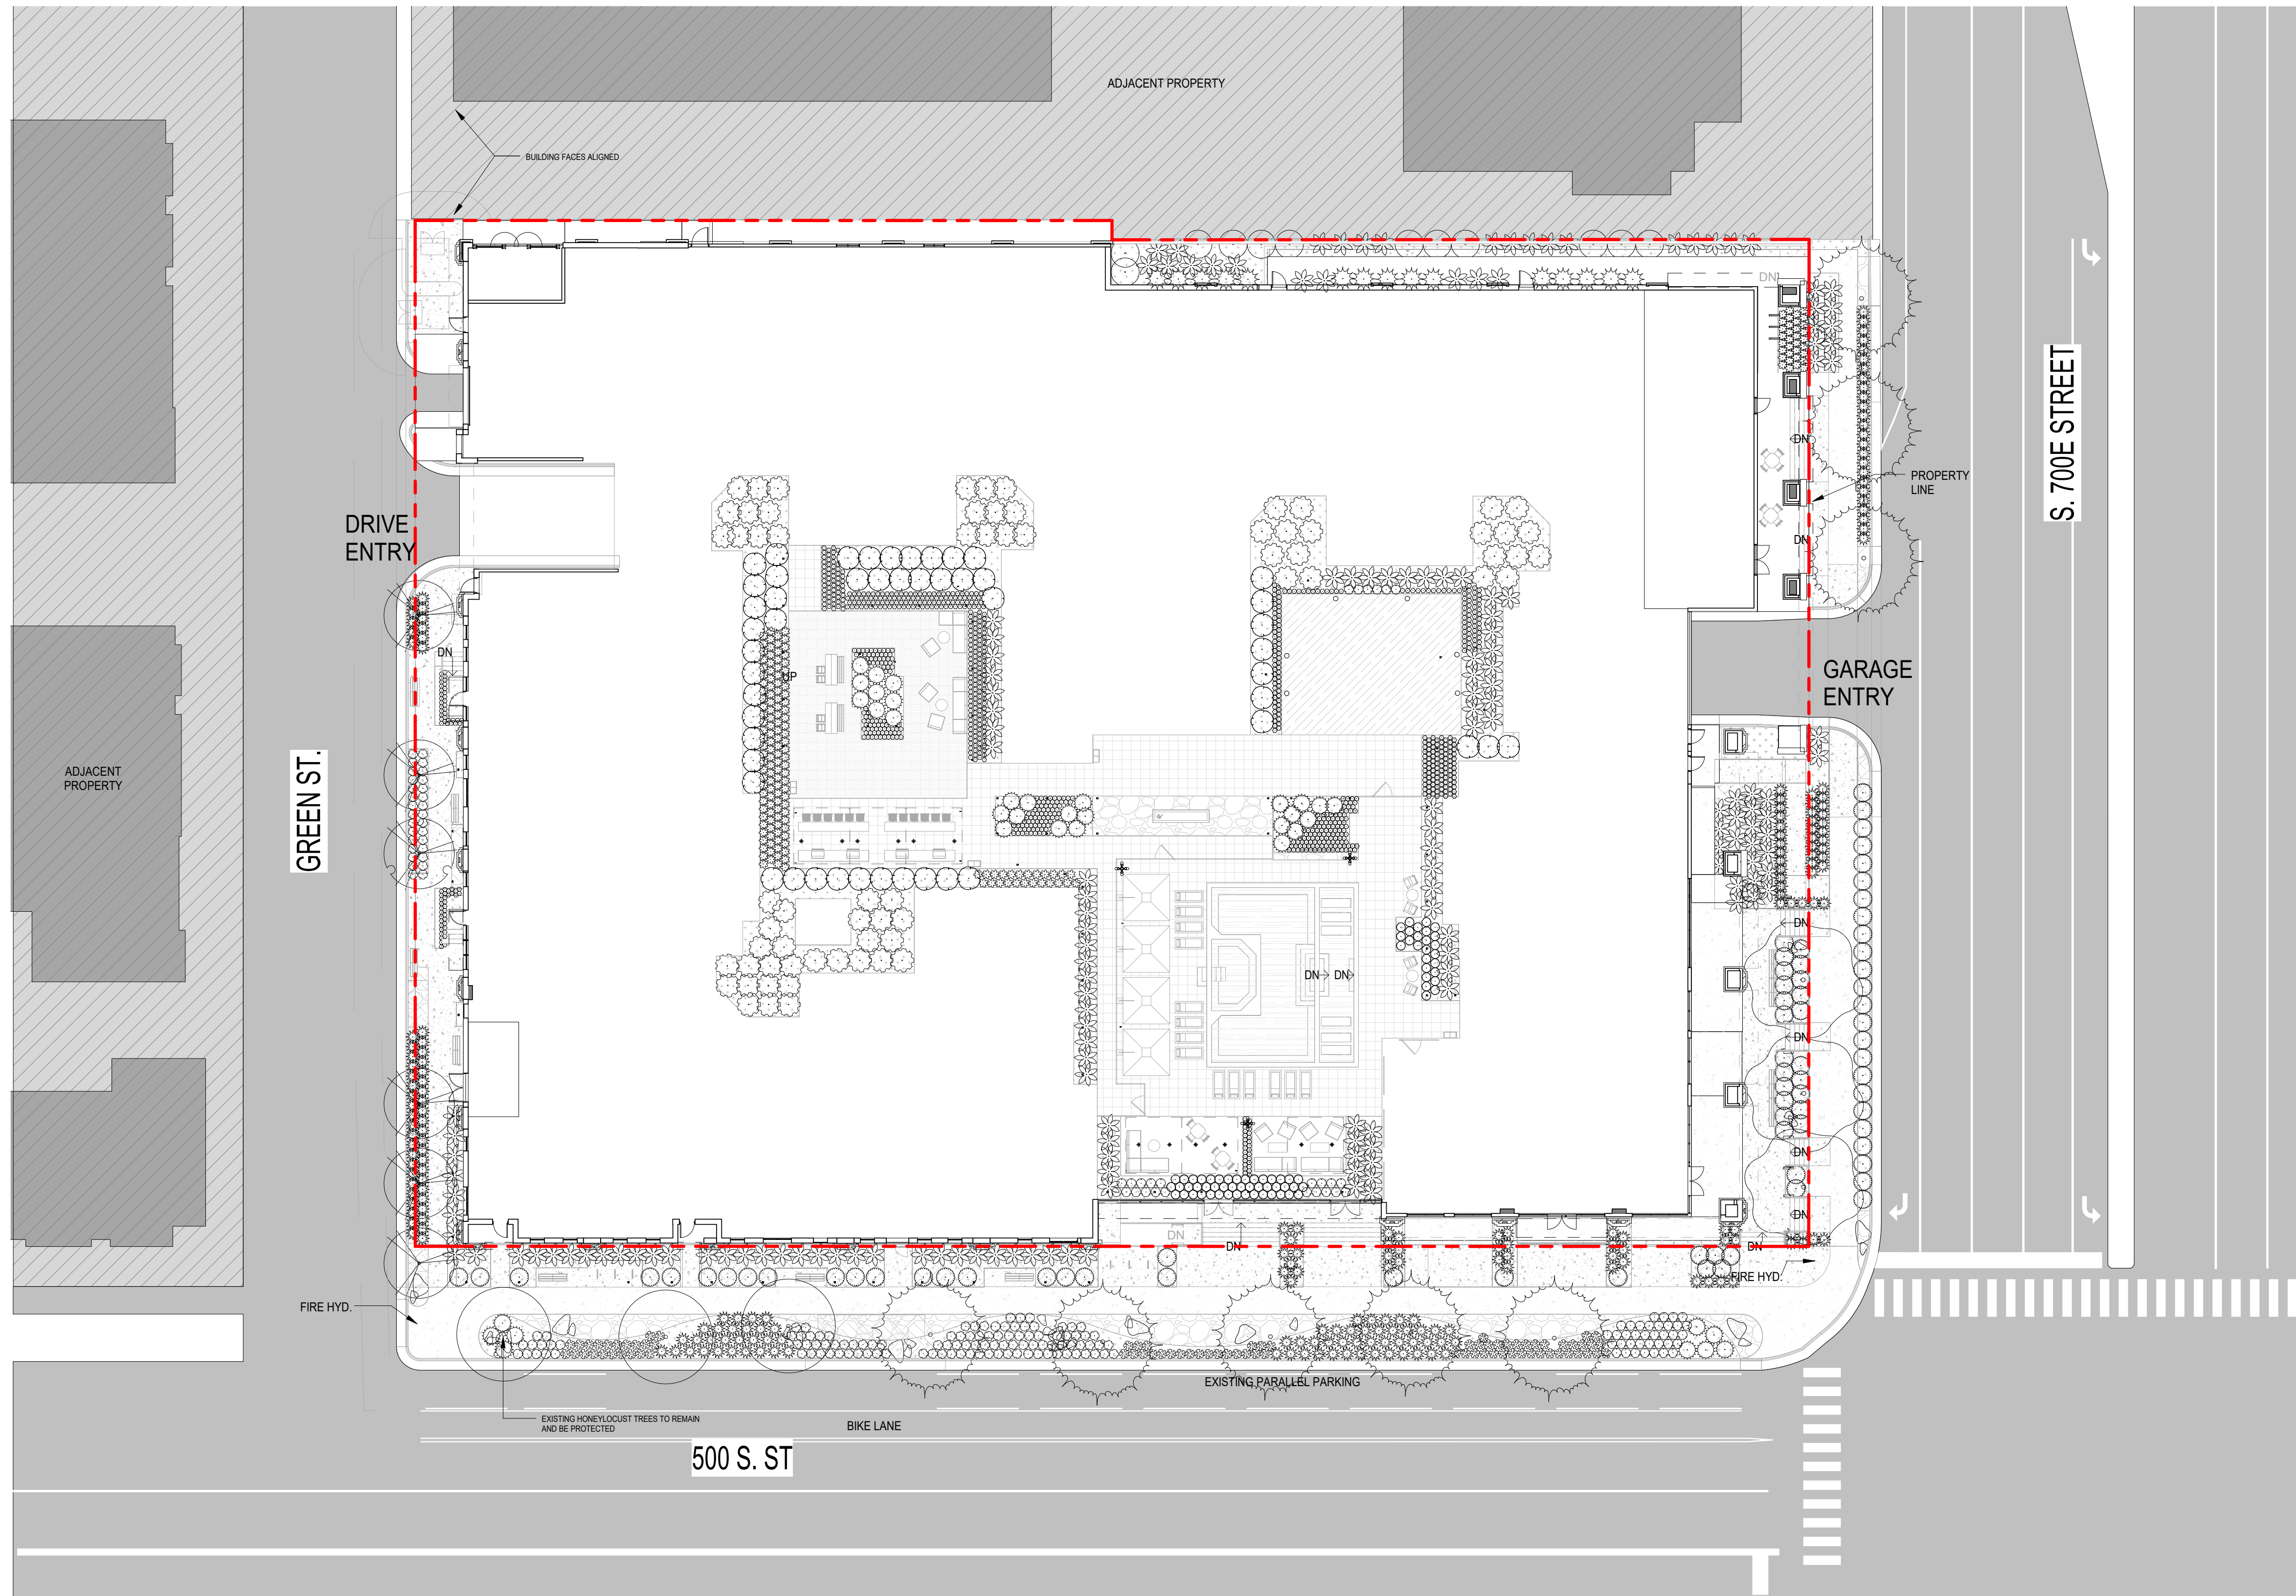 ADJACENT PROPERTY
BUILDING FACES ALIGNED
DN
S. 700E STREET
DN
PROPERTY
LINE
DRIVE
ENTRY
DN
DN
GARAGE
ENTRY
UP
ADJACENT
PROPERTY
GREEN ST.
DN
DN
DN
DN
DN
DN
DN
DN
DN
DN
FIRE HYD.
FIRE HYD.
EXISTING PARALLEL PARKING
EXISTING HONEYLOCUST TREES TO REMAIN
AND BE PROTECTED
BIKE LANE
500 S. ST